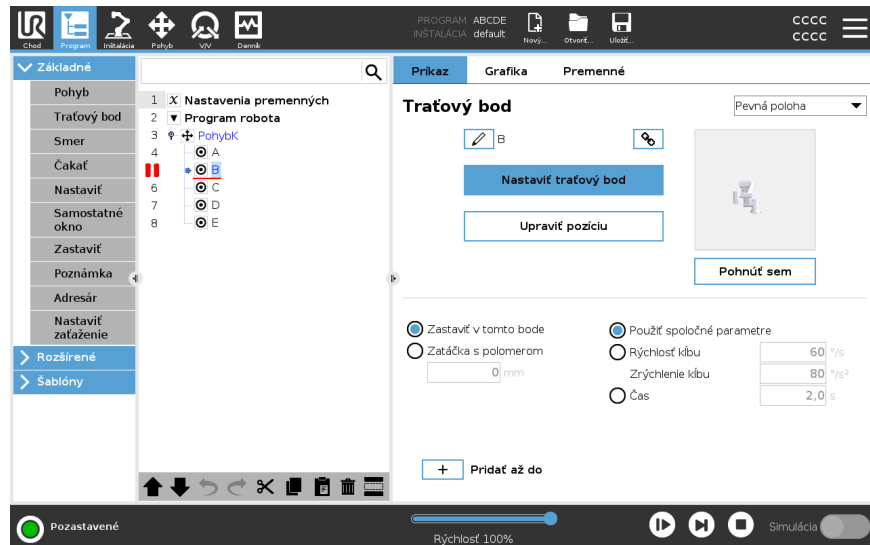 UR
Chod
Program
Inštalácia
Pohyb
V/V
Denník
PROGRAM ABCDE
INŠTALÁCIA default
Nový...
Otvoriť...
Uložiť...
CCCC
CCCC
Základné
Pohyb
Traťový bod
Smer
Čakať
Nastaviť
Samostatné
okno
Zastaviť
Poznámka
Adresár
Nastaviť
zaťaženie
Rozšírené
Šablóny
1 X Nastavenia premenných
2 Program robota
3 PohybK
4 A
B
6 C
7 D
8 E
Príkaz Grafika Premenné
Traťový bod
Pevná poloha
B
Nastaviť traťový bod
Upraviť pozíciu
Pohnúť sem
Zastaviť v tomto bode
Zatáčka s polomerom
0 mm
Použiť spoločné parametre
Rýchlosť kĺbu 60 °/s
Zrýchlenie kĺbu 80 °/s²
Čas 2,0 s
+ Pridať až do
Pozastavené
Rýchlosť 100%
Simulácia